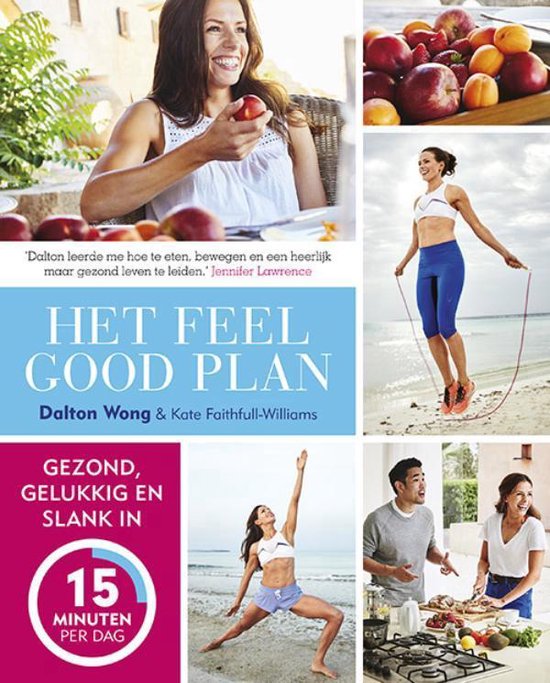 'Dalton leerde me hoe te eten, bewegen en een heerlijk
maar gezond leven te leiden.' Jennifer Lawrence
HET FEEL
GOOD PLAN
Dalton Wong & Kate Faithfull-Williams
GEZOND,
GELUKKIG EN
SLANK IN
15
MINUTEN
PER DAG